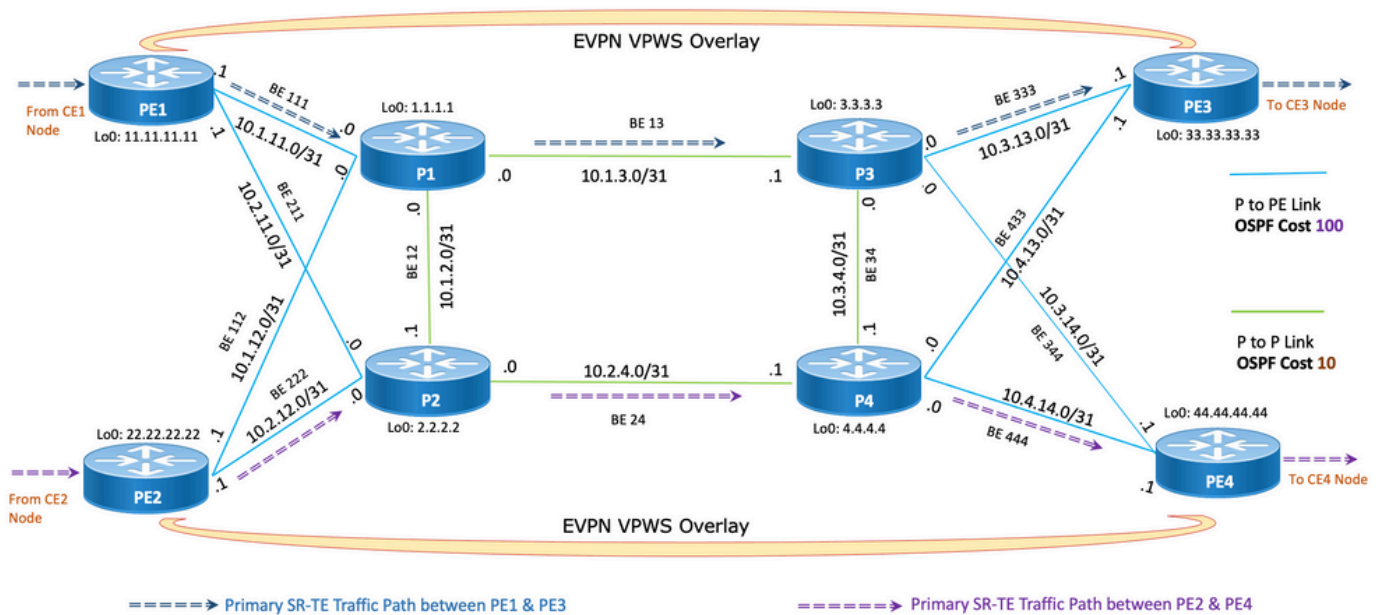 EVPN VPWS Overlay
PE1
From CE1
Node
Lo0: 11.11.11.11
.1
.1
BE 111
10.1.11.0/31
.0
Lo0: 1.1.1.1
P1
.0
BE 13
10.1.3.0/31
.1
Lo0: 3.3.3.3
P3
.0
BE 333
10.3.13.0/31
.1
PE3
To CE3 Node
.1
Lo0: 33.33.33.33
BE 211
10.2.11.0/31
.0
.0
BE 12
10.1.2.0/31
.1
.0
10.3.4.0/31
BE 34
.1
.0
BE 433
10.4.13.0/31
10.3.14.0/31
BE 344
P to PE Link
OSPF Cost 100
P to P Link
OSPF Cost 10
BE 112
10.1.12.0/31
.0
BE 222
10.2.12.0/31
.0
P2
Lo0: 2.2.2.2
.0
10.2.4.0/31
.1
BE 24
P4
Lo0: 4.4.4.4
.0
.0
10.4.14.0/31
BE 444
.1
Lo0: 44.44.44.44
PE4
.1
To CE4 Node
Lo0: 22.22.22.22
.1
From CE2
Node
PE2
.1
EVPN VPWS Overlay
Primary SR-TE Traffic Path between PE1 & PE3
Primary SR-TE Traffic Path between PE2 & PE4